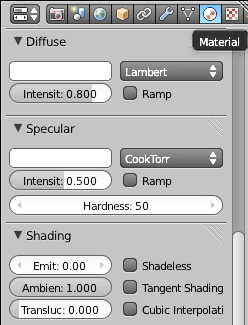 Material
Diffuse
Lambert
Intensit: 0.800 Ramp
Specular
CookTorr
Intensit: 0.500 Ramp
Hardness: 50
Shading
Emit: 0.00 Shadeless
Ambien: 1.000 Tangent Shading
Transluc: 0.000 Cubic Interpolati